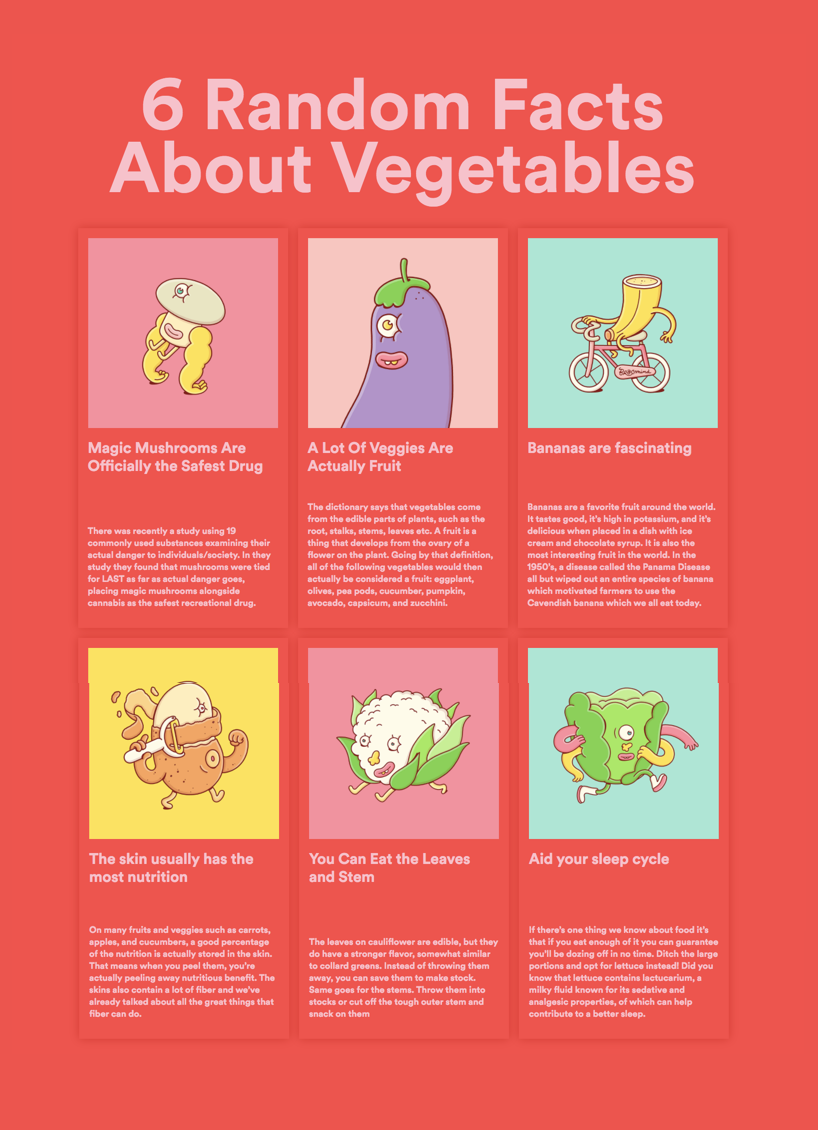 6 Random Facts
About Vegetables
Magic Mushrooms Are
Officially the Safest Drug
There was recently a study using 19
commonly used substances examining their
actual danger to individuals/society. In they
study they found that mushrooms were tied
for LAST as far as actual danger goes,
placing magic mushrooms alongside
cannabis as the safest recreational drug.
A Lot Of Veggies Are
Actually Fruit
The dictionary says that vegetables come
from the edible parts of plants, such as the
root, stalks, stems, leaves etc. A fruit is a
thing that develops from the ovary of a
flower on the plant. Going by that definition,
all of the following vegetables would then
actually be considered a fruit: eggplant,
olives, pea pods, cucumber, pumpkin,
avocado, capsicum, and zucchini.
Bananas are fascinating
Bananas are a favorite fruit around the world.
It tastes good, it's high in potassium, and it's
delicious when placed in a dish with ice
cream and chocolate syrup. It is also the
most interesting fruit in the world. In the
1950's, a disease called the Panama Disease
all but wiped out an entire species of banana
which motivated farmers to use the
Cavendish banana which we all eat today.
The skin usually has the
most nutrition
On many fruits and veggies such as carrots,
apples, and cucumbers, a good percentage
of the nutrition is actually stored in the skin.
That means when you peel them, you're
actually peeling away nutritious benefit. The
skins also contain a lot of fiber and we've
already talked about all the great things that
fiber can do.
You Can Eat the Leaves
and Stem
The leaves on cauliflower are edible, but they
do have a stronger flavor, somewhat similar
to collard greens. Instead of throwing them
away, you can save them to make stock.
Same goes for the stems. Throw them into
stocks or cut off the tough outer stem and
snack on them
Aid your sleep cycle
If there's one thing we know about food it's
that if you eat enough of it you can guarantee
you'll be dozing off in no time. Ditch the large
portions and opt for lettuce instead! Did you
know that lettuce contains lactucarium, a
milky fluid known for its sedative and
analgesic properties, of which can help
contribute to a better sleep.